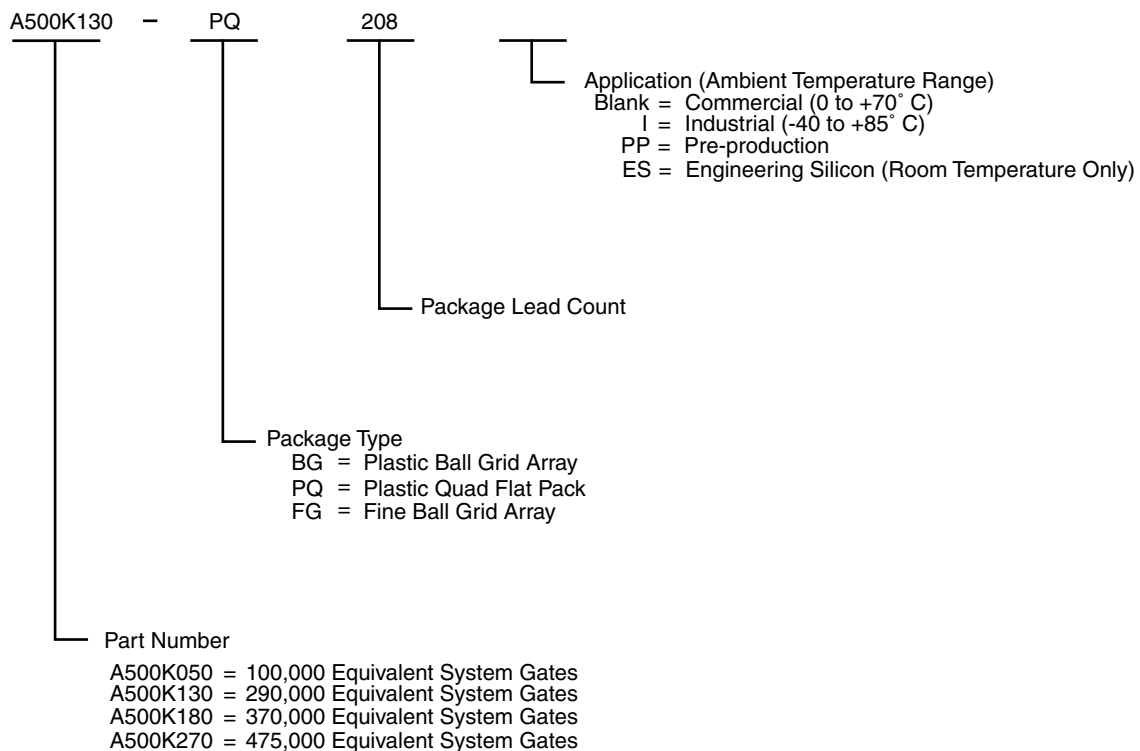 A500K130 – PQ 208
Application (Ambient Temperature Range)
Blank = Commercial (0 to +70˚ C)
I = Industrial (-40 to +85˚ C)
PP = Pre-production
ES = Engineering Silicon (Room Temperature Only)
Package Lead Count
Package Type
BG = Plastic Ball Grid Array
PQ = Plastic Quad Flat Pack
FG = Fine Ball Grid Array
Part Number
A500K050 = 100,000 Equivalent System Gates
A500K130 = 290,000 Equivalent System Gates
A500K180 = 370,000 Equivalent System Gates
A500K270 = 475,000 Equivalent System Gates